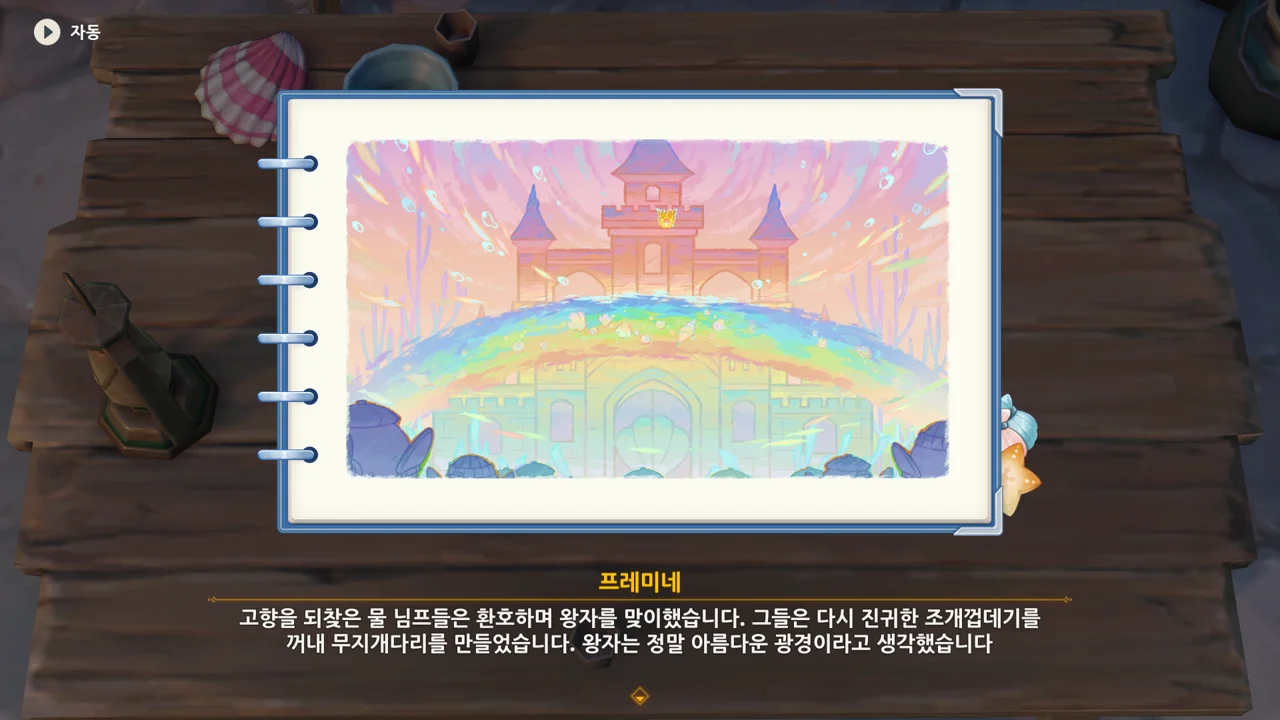 자동
프레미네
고향을 되찾은 물 님프들은 환호하며 왕자를 맞이했습니다. 그들은 다시 진귀한 조개껍데기를
꺼내 무지개다리를 만들었습니다. 왕자는 정말 아름다운 광경이라고 생각했습니다